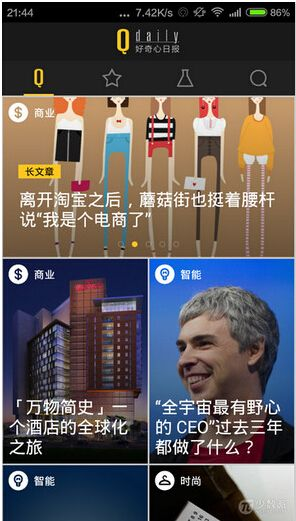 21:44
...7.42K/s
86%
Q daily
好奇心日报
Q
商业
长文章
离开淘宝之后，蘑菇街也挺着腰杆
说“我是个电商了”
商业
「万物简史」一
个酒店的全球化
之旅
智能
“全宇宙最有野心
的 CEO”过去三年
都做了什么？
智能
时尚
少数派